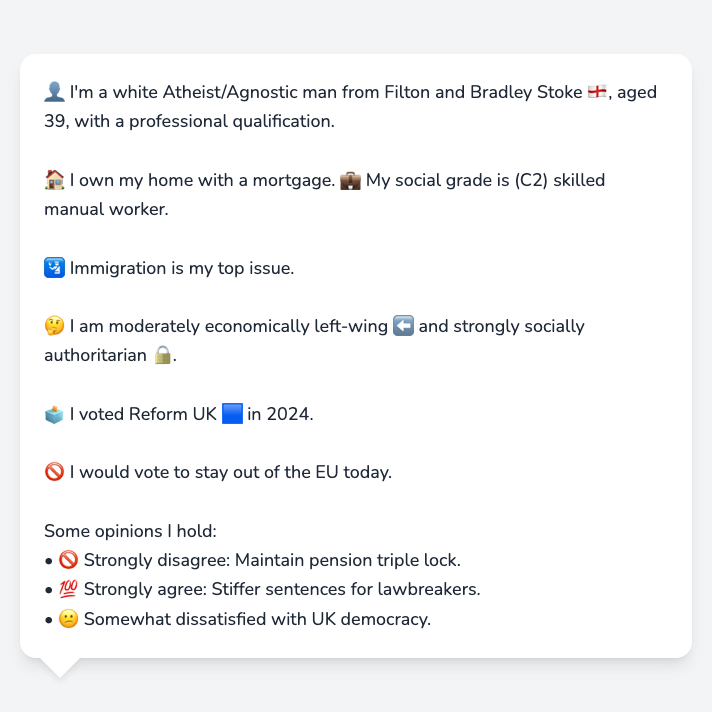 👤 I'm a white Atheist/Agnostic man from Filton and Bradley Stoke 🏴󠁧󠁢󠁥󠁮󠁧󠁿, aged
39, with a professional qualification.
🏠 I own my home with a mortgage. 💼 My social grade is (C2) skilled
manual worker.
🛂 Immigration is my top issue.
🤔 I am moderately economically left-wing ⬅️ and strongly socially
authoritarian 🔒.
🗳️ I voted Reform UK 🟦 in 2024.
🚫 I would vote to stay out of the EU today.
Some opinions I hold:
• 🚫 Strongly disagree: Maintain pension triple lock.
• 💯 Strongly agree: Stiffer sentences for lawbreakers.
• 😕 Somewhat dissatisfied with UK democracy.